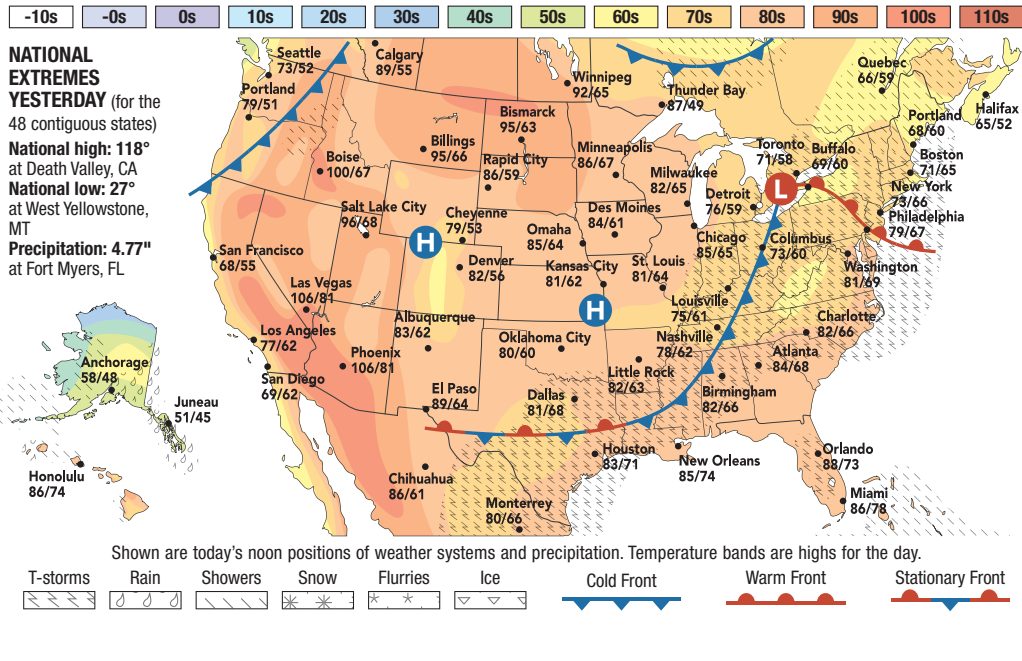 -10s -0s 0s 10s 20s 30s 40s 50s 60s 70s 80s 90s 100s 110s
NATIONAL
EXTREMES
YESTERDAY (for the
48 contiguous states)
National high: 118°
at Death Valley, CA
National low: 27°
at West Yellowstone,
MT
Precipitation: 4.77"
at Fort Myers, FL
Seattle
73/52
Calgary
89/55
Portland
79/51
Winnipeg
92/65
Thunder Bay
87/49
Quebec
66/59
Halifax
65/52
Portland
68/60
Bismarck
95/63
Billings
95/66
Boise
100/67
Rapid City
86/59
Minneapolis
86/67
Toronto
71/58
Buffalo
69/60
Boston
71/65
Milwaukee
82/65
Detroit
76/59
L
New York
73/66
Salt Lake City
96/68
Cheyenne
79/53
Des Moines
84/61
Philadelphia
79/67
H
Omaha
85/64
Chicago
85/65
Columbus
73/60
San Francisco
68/55
Denver
82/56
Kansas City
81/62
St. Louis
81/64
Washington
81/69
Las Vegas
106/81
H
Louisville
75/61
Albuquerque
83/62
Charlotte
82/66
Los Angeles
77/62
Oklahoma City
80/60
Nashville
78/62
Phoenix
106/81
Atlanta
84/68
Anchorage
58/48
San Diego
69/62
Little Rock
82/63
El Paso
89/64
Dallas
81/68
Birmingham
82/66
Juneau
51/45
Houston
83/71
New Orleans
85/74
Orlando
88/73
Honolulu
86/74
Chihuahua
86/61
Miami
86/78
Monterrey
80/66
Shown are today's noon positions of weather systems and precipitation. Temperature bands are highs for the day.
T-storms Rain Showers Snow Flurries Ice Cold Front Warm Front Stationary Front